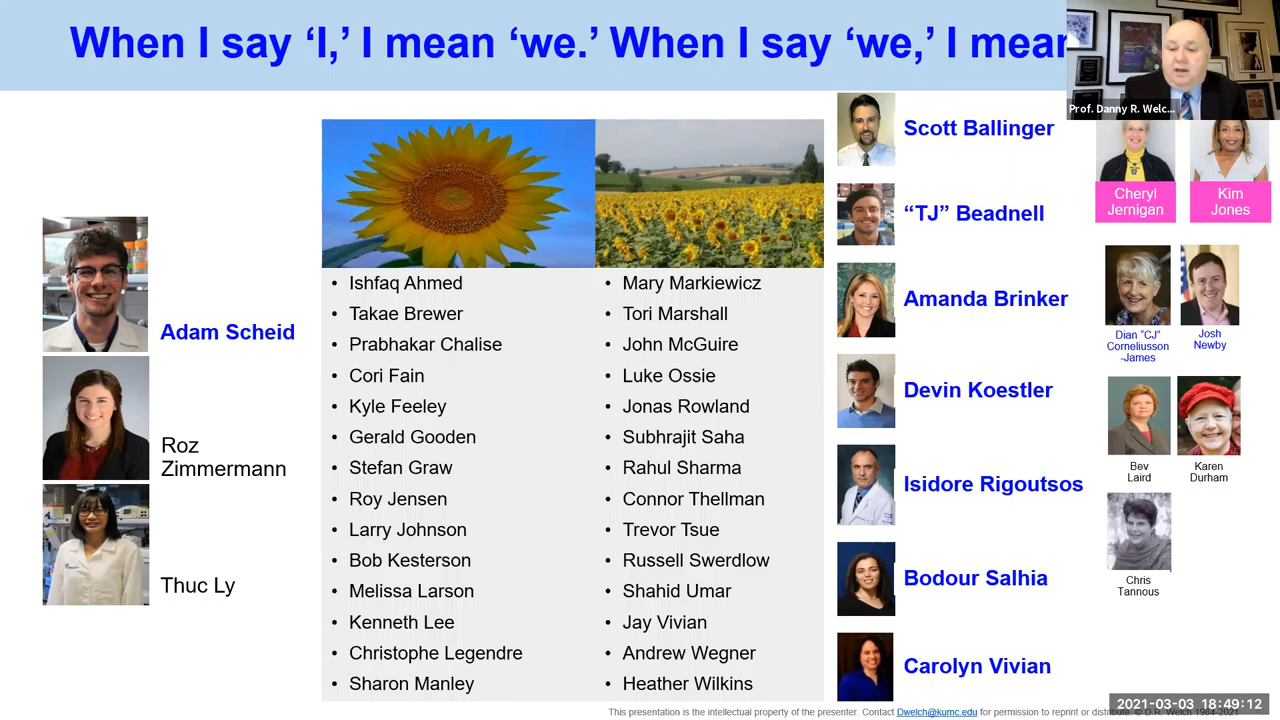 When I say ‘I,’ I mean ‘we.’ When I say ‘we,’ I mean
Prof. Danny R. Welc...
Adam Scheid
Roz
Zimmermann
Thuc Ly
• Ishfaq Ahmed
• Takae Brewer
• Prabhakar Chalise
• Cori Fain
• Kyle Feeley
• Gerald Gooden
• Stefan Graw
• Roy Jensen
• Larry Johnson
• Bob Kesterson
• Melissa Larson
• Kenneth Lee
• Christophe Legendre
• Sharon Manley
• Mary Markiewicz
• Tori Marshall
• John McGuire
• Luke Ossie
• Jonas Rowland
• Subhrajit Saha
• Rahul Sharma
• Connor Thellman
• Trevor Tsue
• Russell Swerdlow
• Shahid Umar
• Jay Vivian
• Andrew Wegner
• Heather Wilkins
Scott Ballinger
“TJ” Beadnell
Amanda Brinker
Devin Koestler
Isidore Rigoutsos
Bodour Salhia
Carolyn Vivian
Cheryl
Jernigan
Kim
Jones
Dian “CJ”
Corneliusson
-James
Josh
Newby
Bev
Laird
Karen
Durham
Chris
Tannous
This presentation is the intellectual property of the presenter. Contact Dwelch@kumc.edu for permission to reprint or distribute. © D.R. Welch 1984-2021
2021-03-03 18:49:12